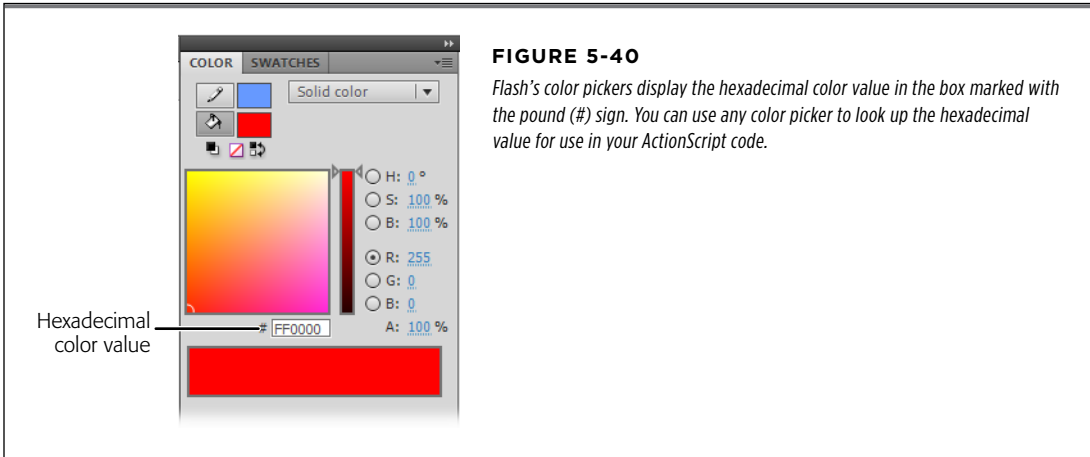 COLOR SWATCHES
Solid color
H: 0 °
S: 100 %
B: 100 %
R: 255
G: 0
B: 0
# FF0000 A: 100 %
Hexadecimal
color value
FIGURE 5-40
Flash’s color pickers display the hexadecimal color value in the box marked with
the pound (#) sign. You can use any color picker to look up the hexadecimal
value for use in your ActionScript code.